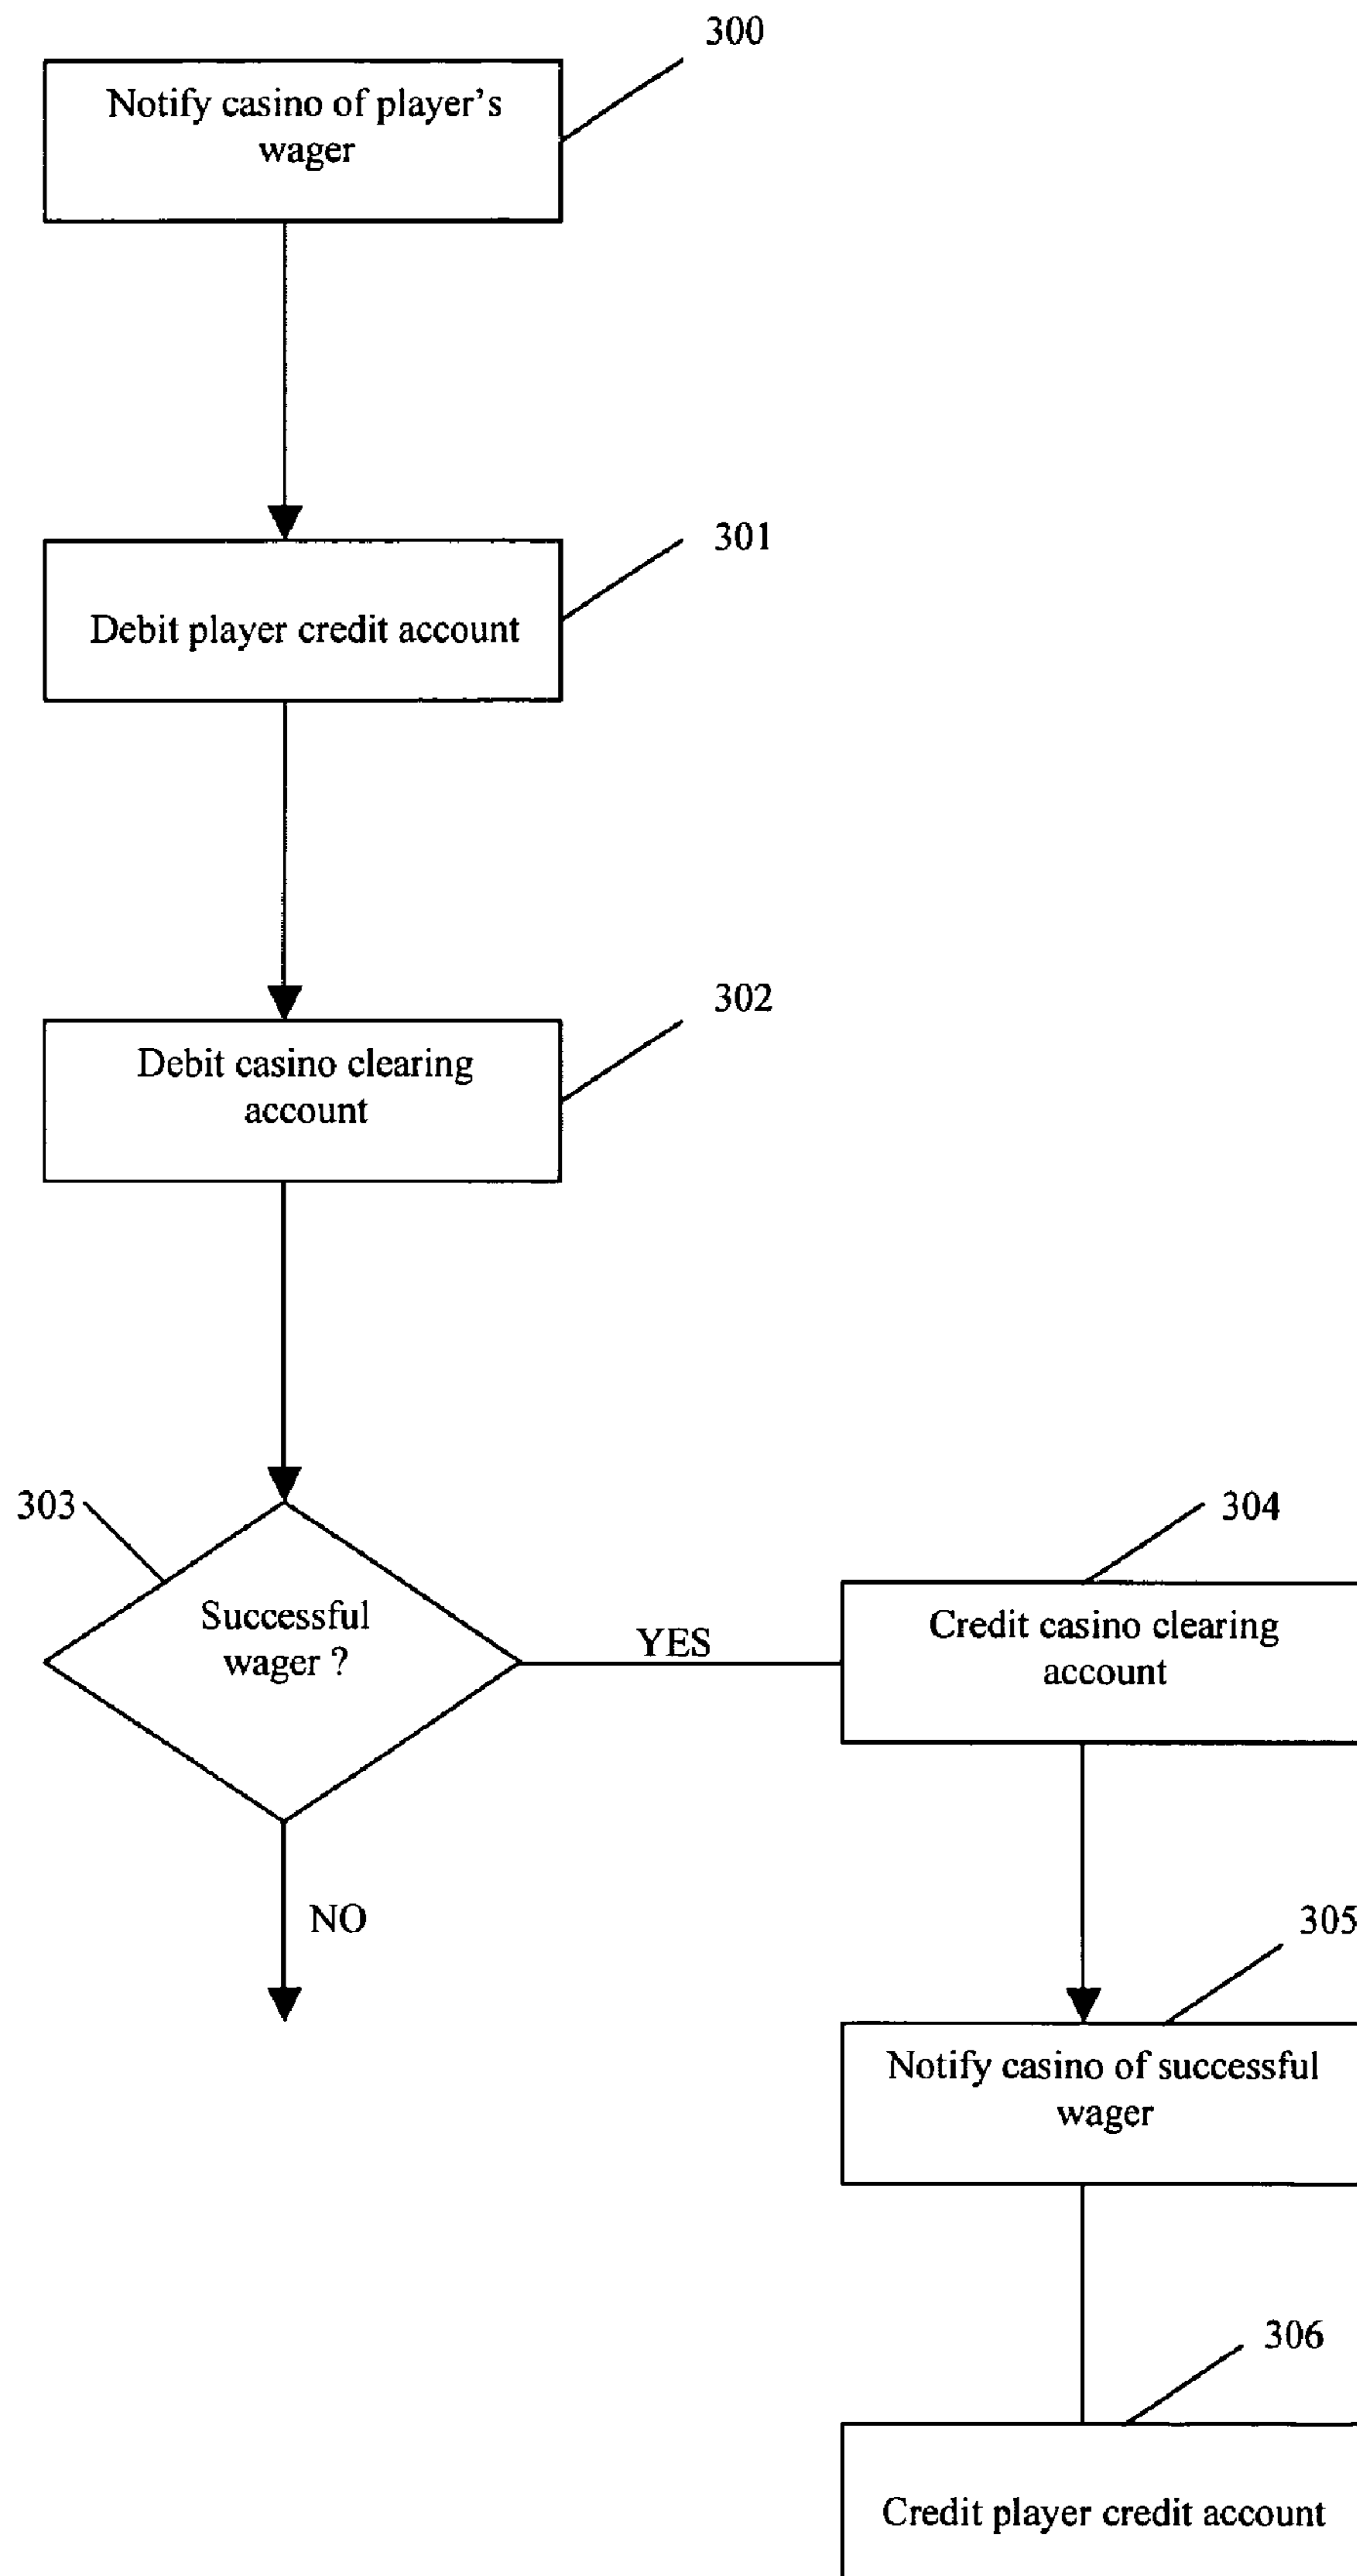 300
Notify casino of player's
wager
301
Debit player credit account
302
Debit casino clearing
account
303
Successful
wager ?
YES
304
Credit casino clearing
account
NO
305
Notify casino of successful
wager
306
Credit player credit account